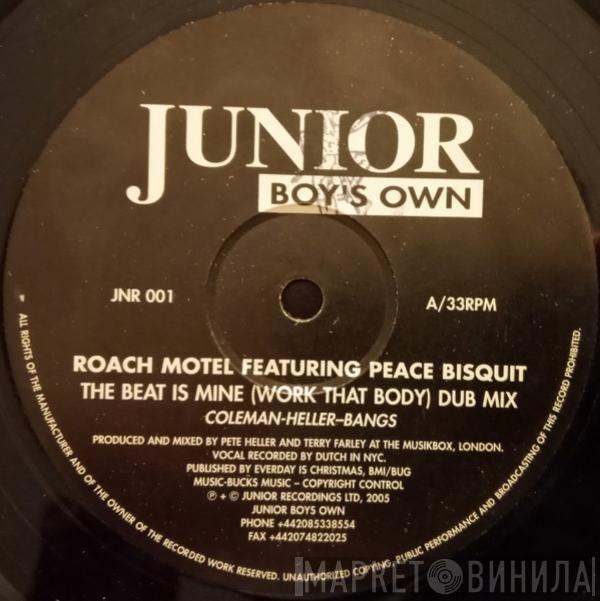 JUNIOR
BOY'S OWN
JNR 001
A/33RPM
ROACH MOTEL FEATURING PEACE BISQUIT
THE BEAT IS MINE (WORK THAT BODY) DUB MIX
COLEMAN-HELLER–BANGS
PRODUCED AND MIXED BY PETE HELLER AND TERRY FARLEY AT THE MUSIKBOX, LONDON.
VOCAL RECORDED BY DUTCH IN NYC.
PUBLISHED BY EVERDAY IS CHRISTMAS, BMI/BUG
MUSIC-BUCKS MUSIC – COPYRIGHT CONTROL
℗ + © JUNIOR RECORDINGS LTD, 2005
JUNIOR BOYS OWN
PHONE +442085338554
FAX +442074822025
ALL RIGHTS OF THE MANUFACTURER AND OF THE OWNER OF THE RECORDED WORK RESERVED. UNAUTHORIZED COPYING, PUBLIC PERFORMANCE AND BROADCASTING OF THIS RECORD PROHIBITED.
МАРКЕТ ВИНИЛА